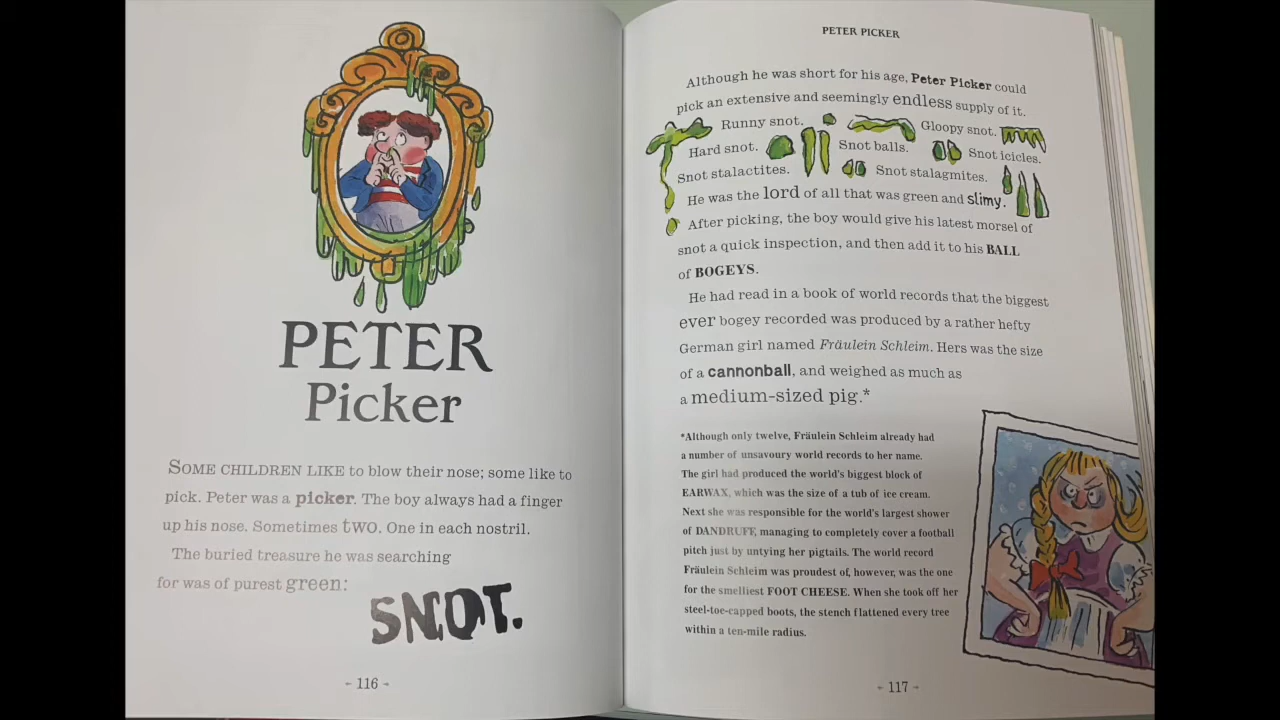 PETER
Picker
SOME CHILDREN LIKE to blow their nose; some like to
pick. Peter was a picker. The boy always had a finger
up his nose. Sometimes two. One in each nostril.
The buried treasure he was searching
for was of purest green:
SNOT.
- 116 -
PETER PICKER
Although he was short for his age, Peter Picker could
pick an extensive and seemingly endless supply of it.
Runny snot. Gloopy snot.
Hard snot. Snot balls. Snot icicles.
Snot stalactites. Snot stalagmites.
He was the lord of all that was green and slimy.
After picking, the boy would give his latest morsel of
snot a quick inspection, and then add it to his BALL
of BOGEYS.
He had read in a book of world records that the biggest
ever bogey recorded was produced by a rather hefty
German girl named Fräulein Schleim. Hers was the size
of a cannonball, and weighed as much as
a medium-sized pig.*
*Although only twelve, Fräulein Schleim already had
a number of unsavoury world records to her name.
The girl had produced the world's biggest block of
EARWAX, which was the size of a tub of ice cream.
Next she was responsible for the world's largest shower
of DANDRUFF, managing to completely cover a football
pitch just by untying her pigtails. The world record
Fräulein Schleim was proudest of, however, was the one
for the smelliest FOOT CHEESE. When she took off her
steel-toe-capped boots, the stench flattened every tree
within a ten-mile radius.
- 117 -